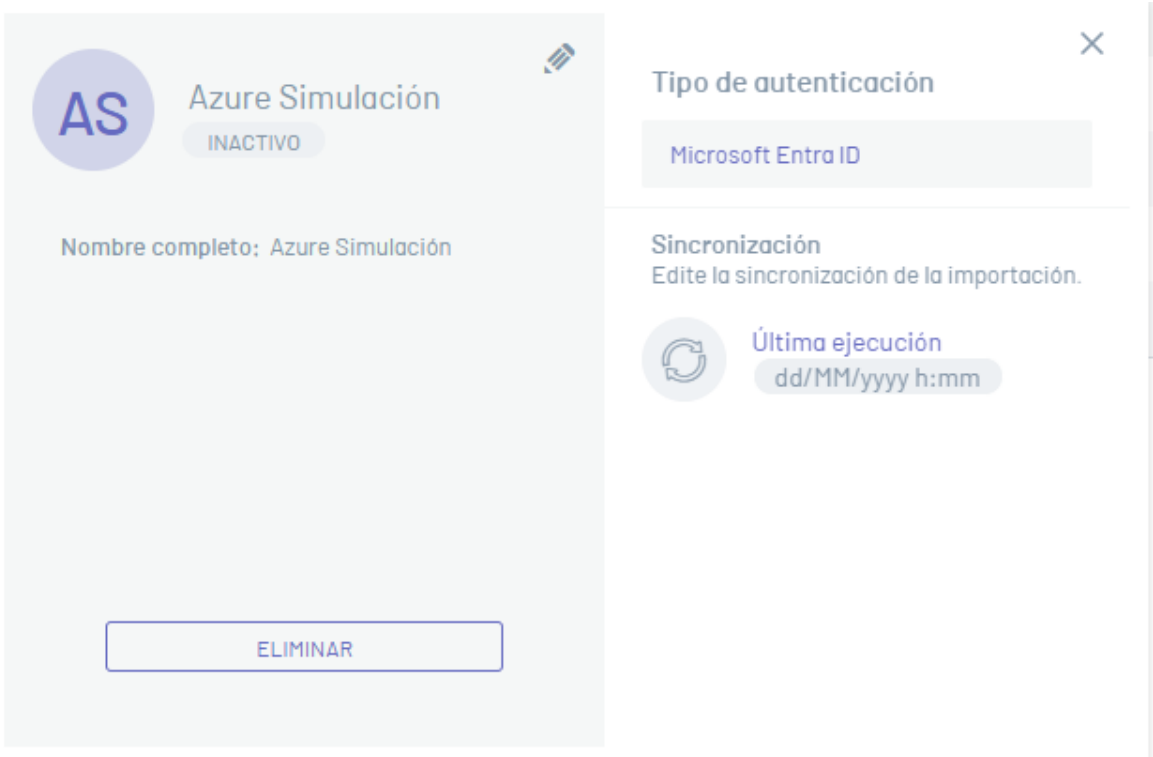 AS
Azure Simulación
INACTIVO
Nombre completo: Azure Simulación
ELIMINAR
Tipo de autenticación
Microsoft Entra ID
Sincronización
Edite la sincronización de la importación.
Última ejecución
dd/MM/yyyy h:mm